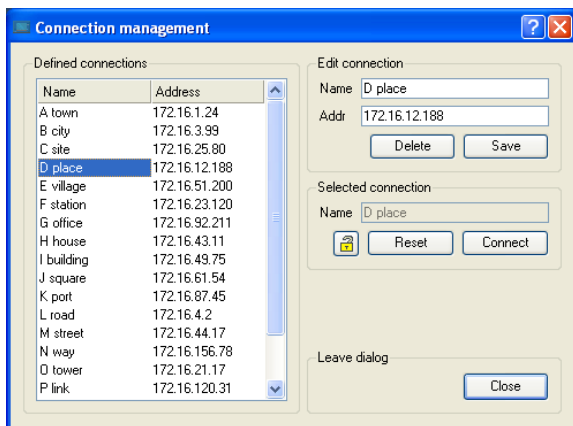 Connection management
Defined connections
Name Address
A town 172.16.1.24
B city 172.16.3.99
C site 172.16.25.80
D place 172.16.12.188
E village 172.16.51.200
F station 172.16.23.120
G office 172.16.92.211
H house 172.16.43.11
I building 172.16.49.75
J square 172.16.61.54
K port 172.16.87.45
L road 172.16.4.2
M street 172.16.44.17
N way 172.16.156.78
O tower 172.16.21.17
P link 172.16.120.31
Edit connection
Name D place
Addr 172.16.12.188
Delete Save
Selected connection
Name D place
Reset Connect
Leave dialog
Close